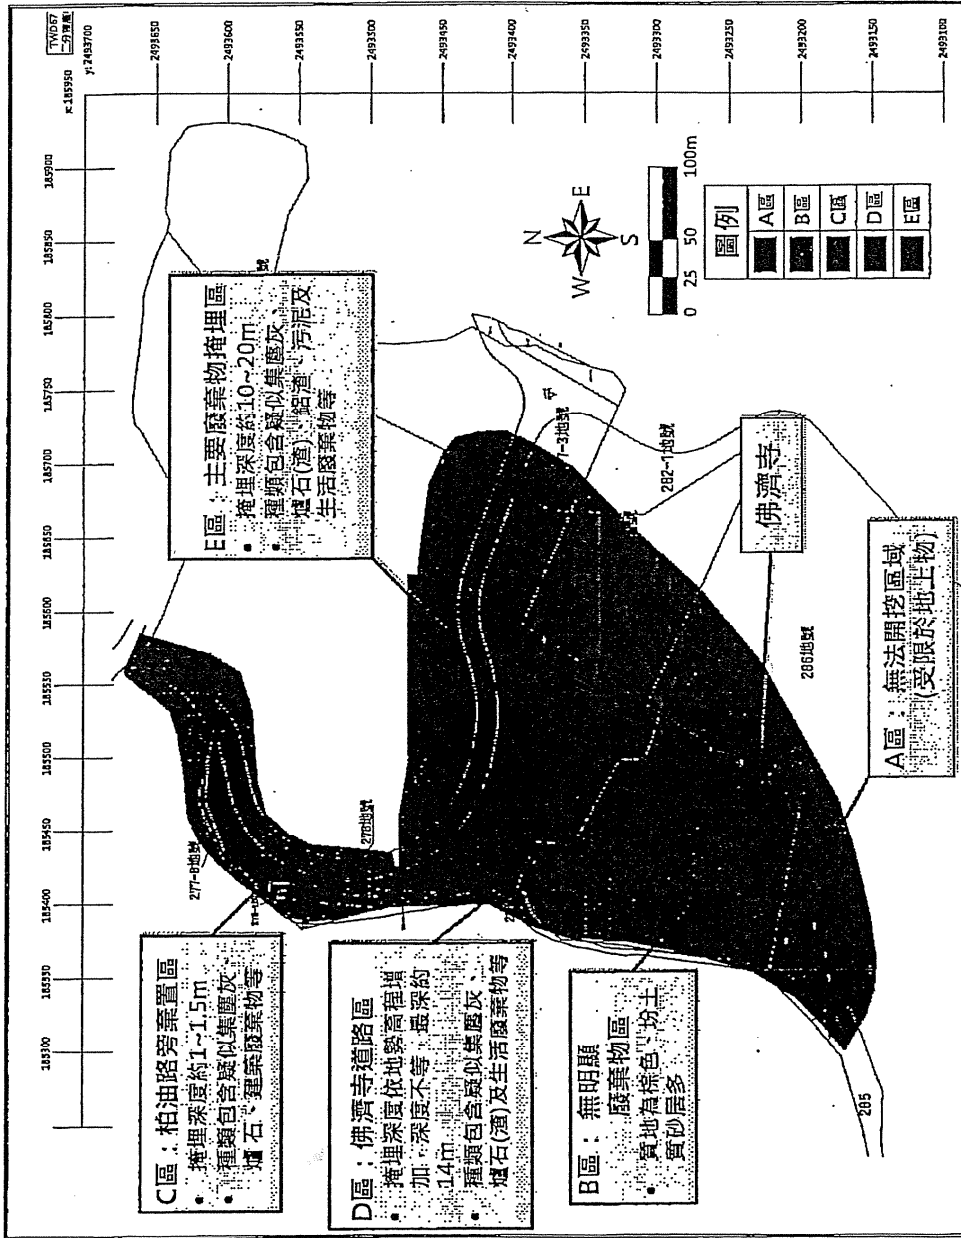 TWD67
二分帶座標
x: 185950
y: 2493700
185900
185850
185800
185750
185700
185650
185600
185550
185500
185450
185400
185350
185300
2493650
2493600
2493550
2493500
2493450
2493400
2493350
2493300
2493250
2493200
2493150
2493100
E區：主要廢棄物掩埋區
• 掩埋深度約10~20m
• 種類包含疑似集塵灰、
爐石(渣)、鋁渣、污泥及
生活廢棄物等
號
C區：柏油路旁棄置區
• 掩埋深度約1~1.5m
• 種類包含疑似集塵灰、
爐石、建築廢棄物等
277-8地號
278地號
D區：佛濟寺道路區
• 掩埋深度依地勢高程增
加，深度不等，最深約
14m
• 種類包含疑似集塵灰、
爐石(渣)及生活廢棄物等
B區：無明顯
廢棄物區
• 質地為棕色、坋土
質砂居多
佛濟寺
A區：無法開挖區域
(受限於地上物)
282-1地號
286地號
285
N
W
E
S
0 25 50 100m
圖例
A區
B區
C區
D區
E區